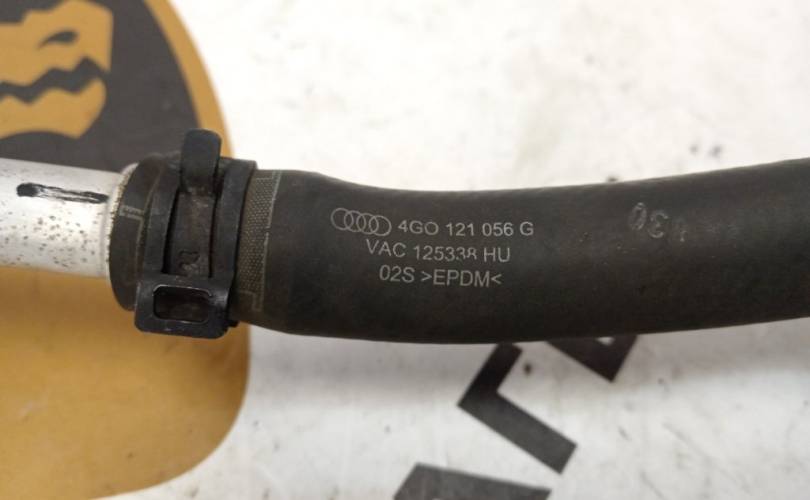 4G0 121 056 G
VAC 125338 HU
02S >EPDM<